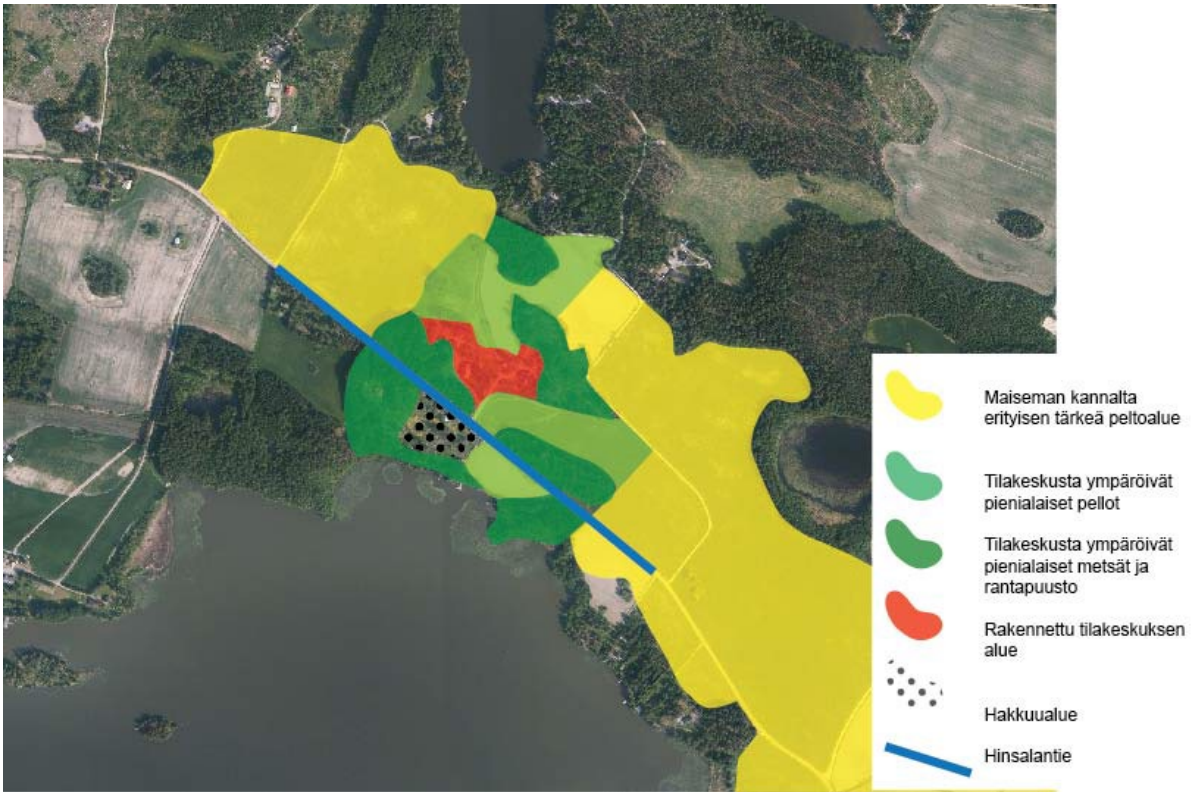 Maiseman kannalta
erityisen tärkeä peltoalue
Tilakeskusta ympäröivät
pienialaiset pellot
Tilakeskusta ympäröivät
pienialaiset metsät ja
rantapuusto
Rakennettu tilakeskuksen
alue
Hakkuualue
Hinsalantie